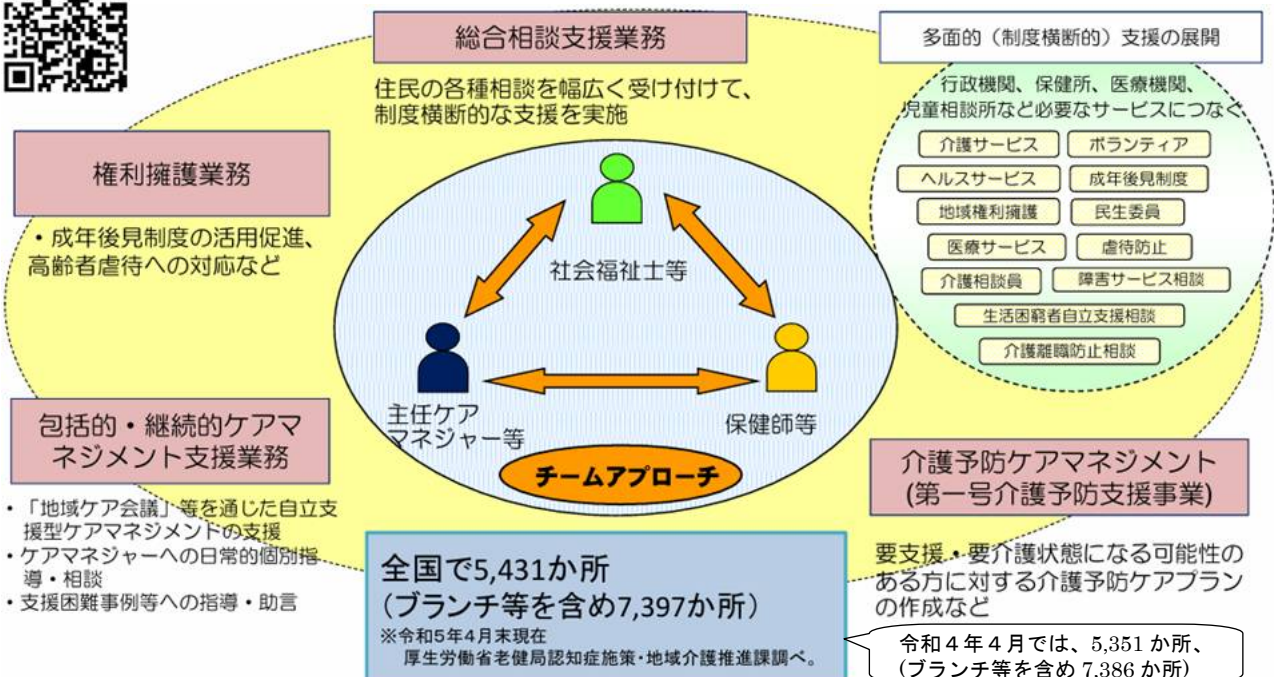 総合相談支援業務
住民の各種相談を幅広く受け付けて、
制度横断的な支援を実施
多面的（制度横断的）支援の展開
行政機関、保健所、医療機関、
児童相談所など必要なサービスにつなぐ
介護サービス
ボランティア
ヘルスサービス
成年後見制度
地域権利擁護
民生委員
医療サービス
虐待防止
介護相談員
障害サービス相談
生活困窮者自立支援相談
介護離職防止相談
権利擁護業務
・成年後見制度の活用促進、
高齢者虐待への対応など
社会福祉士等
主任ケア
マネジャー等
保健師等
チームアプローチ
包括的・継続的ケアマ
ネジメント支援業務
・「地域ケア会議」等を通じた自立支
援型ケアマネジメントの支援
・ケアマネジャーへの日常的個別指
導・相談
・支援困難事例等への指導・助言
介護予防ケアマネジメント
(第一号介護予防支援事業)
要支援・要介護状態になる可能性の
ある方に対する介護予防ケアプラン
の作成など
全国で5,431か所
（ブランチ等を含め7,397か所）
※令和5年4月末現在
厚生労働省老健局認知症施策・地域介護推進課調べ。
令和４年４月では、5,351 か所、
(ブランチ等を含め 7,386 か所)